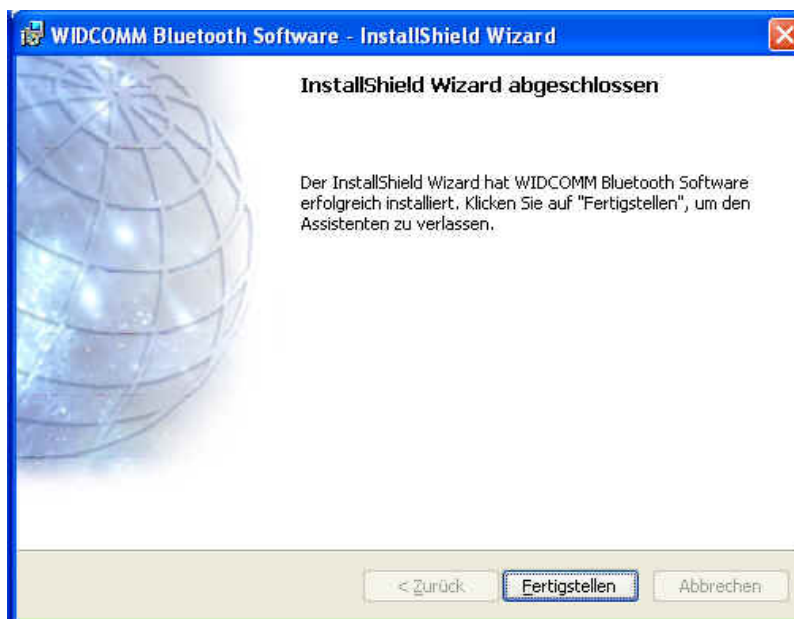 WIDCOMM Bluetooth Software - InstallShield Wizard
InstallShield Wizard abgeschlossen
Der InstallShield Wizard hat WIDCOMM Bluetooth Software
erfolgreich installiert. Klicken Sie auf "Fertigstellen", um den
Assistenten zu verlassen.
< Zurück Fertigstellen Abbrechen